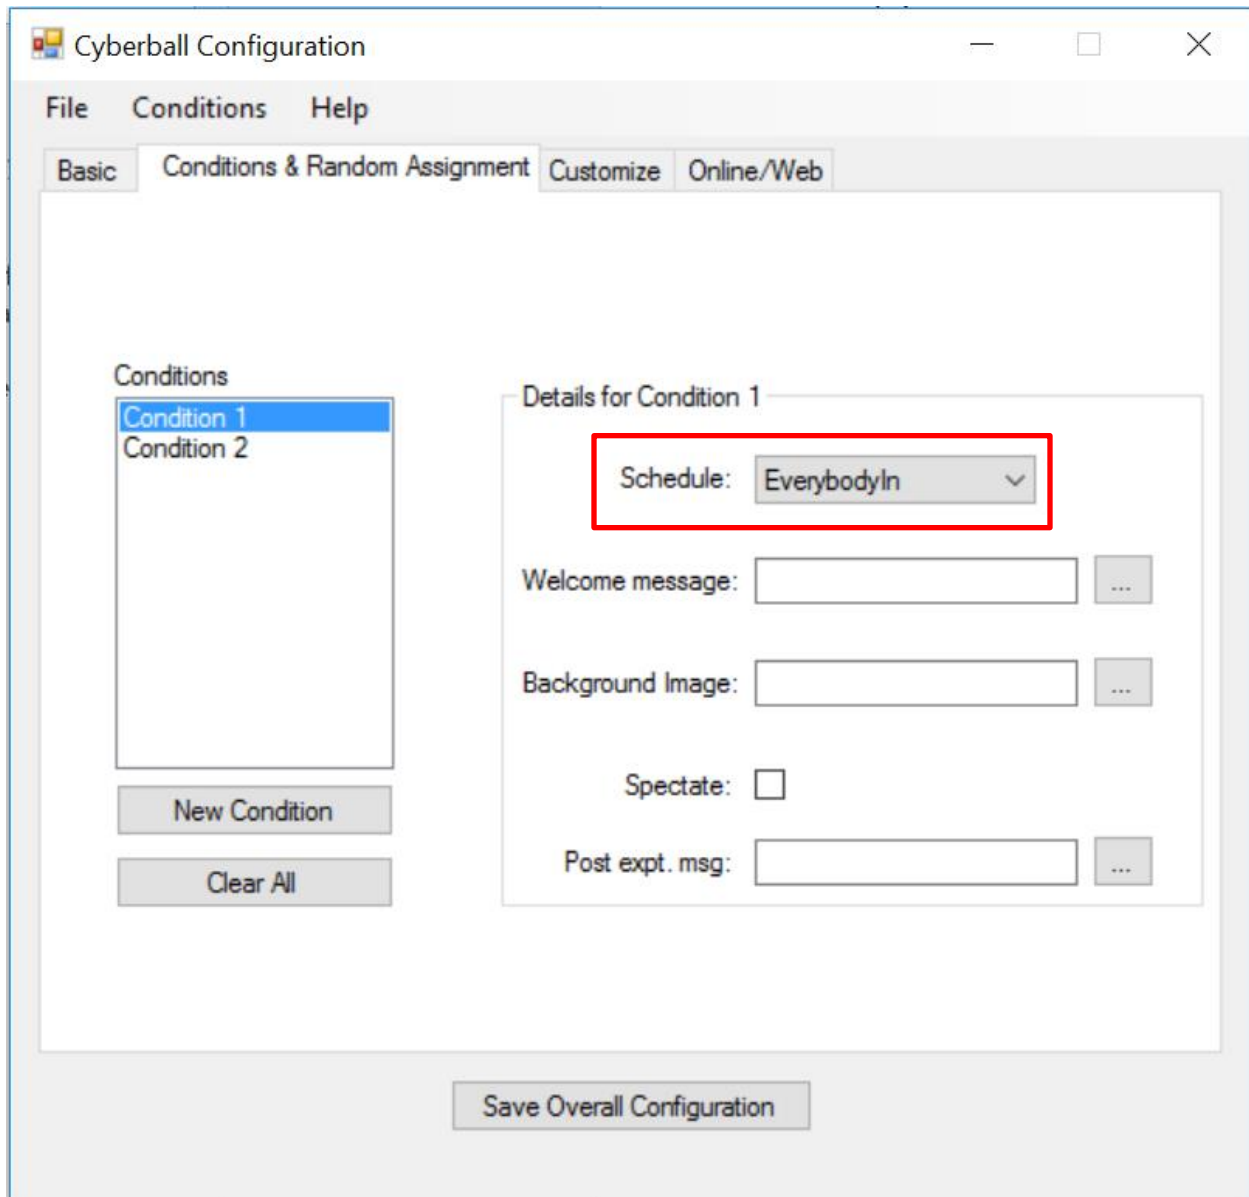 Cyberball Configuration
File Conditions Help
Basic Conditions & Random Assignment Customize Online/Web
Conditions
Condition 1
Condition 2
New Condition
Clear All
Details for Condition 1
Schedule: EverybodyIn
Welcome message: ...
Background Image: ...
Spectate:
Post expt. msg: ...
Save Overall Configuration